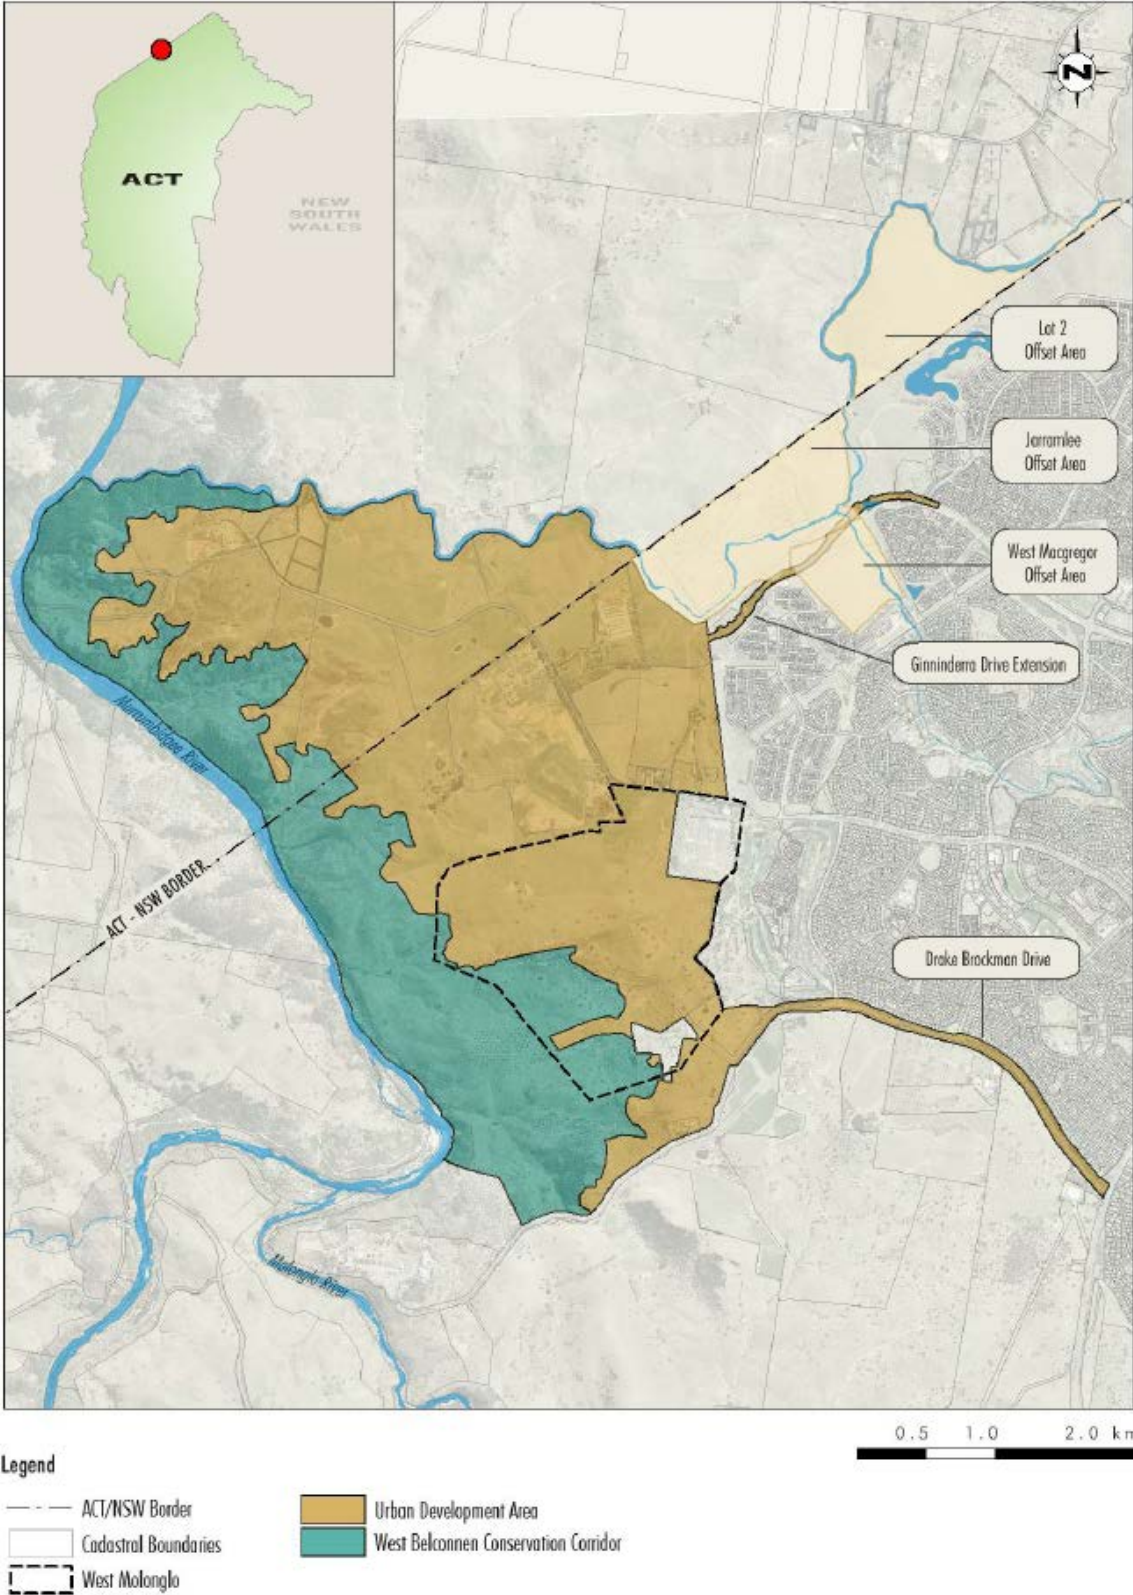 ACT
NEW
SOUTH
WALES
N
Lot 2
Offset Area
Jarramlee
Offset Area
West Macgregor
Offset Area
Ginninderra Drive Extension
Murrumbidgee River
ACT - NSW BORDER
Drake Brockman Drive
Molonglo River
0.5 1.0 2.0 km
Legend
ACT/NSW Border
Cadastral Boundaries
West Molonglo
Urban Development Area
West Belconnen Conservation Corridor